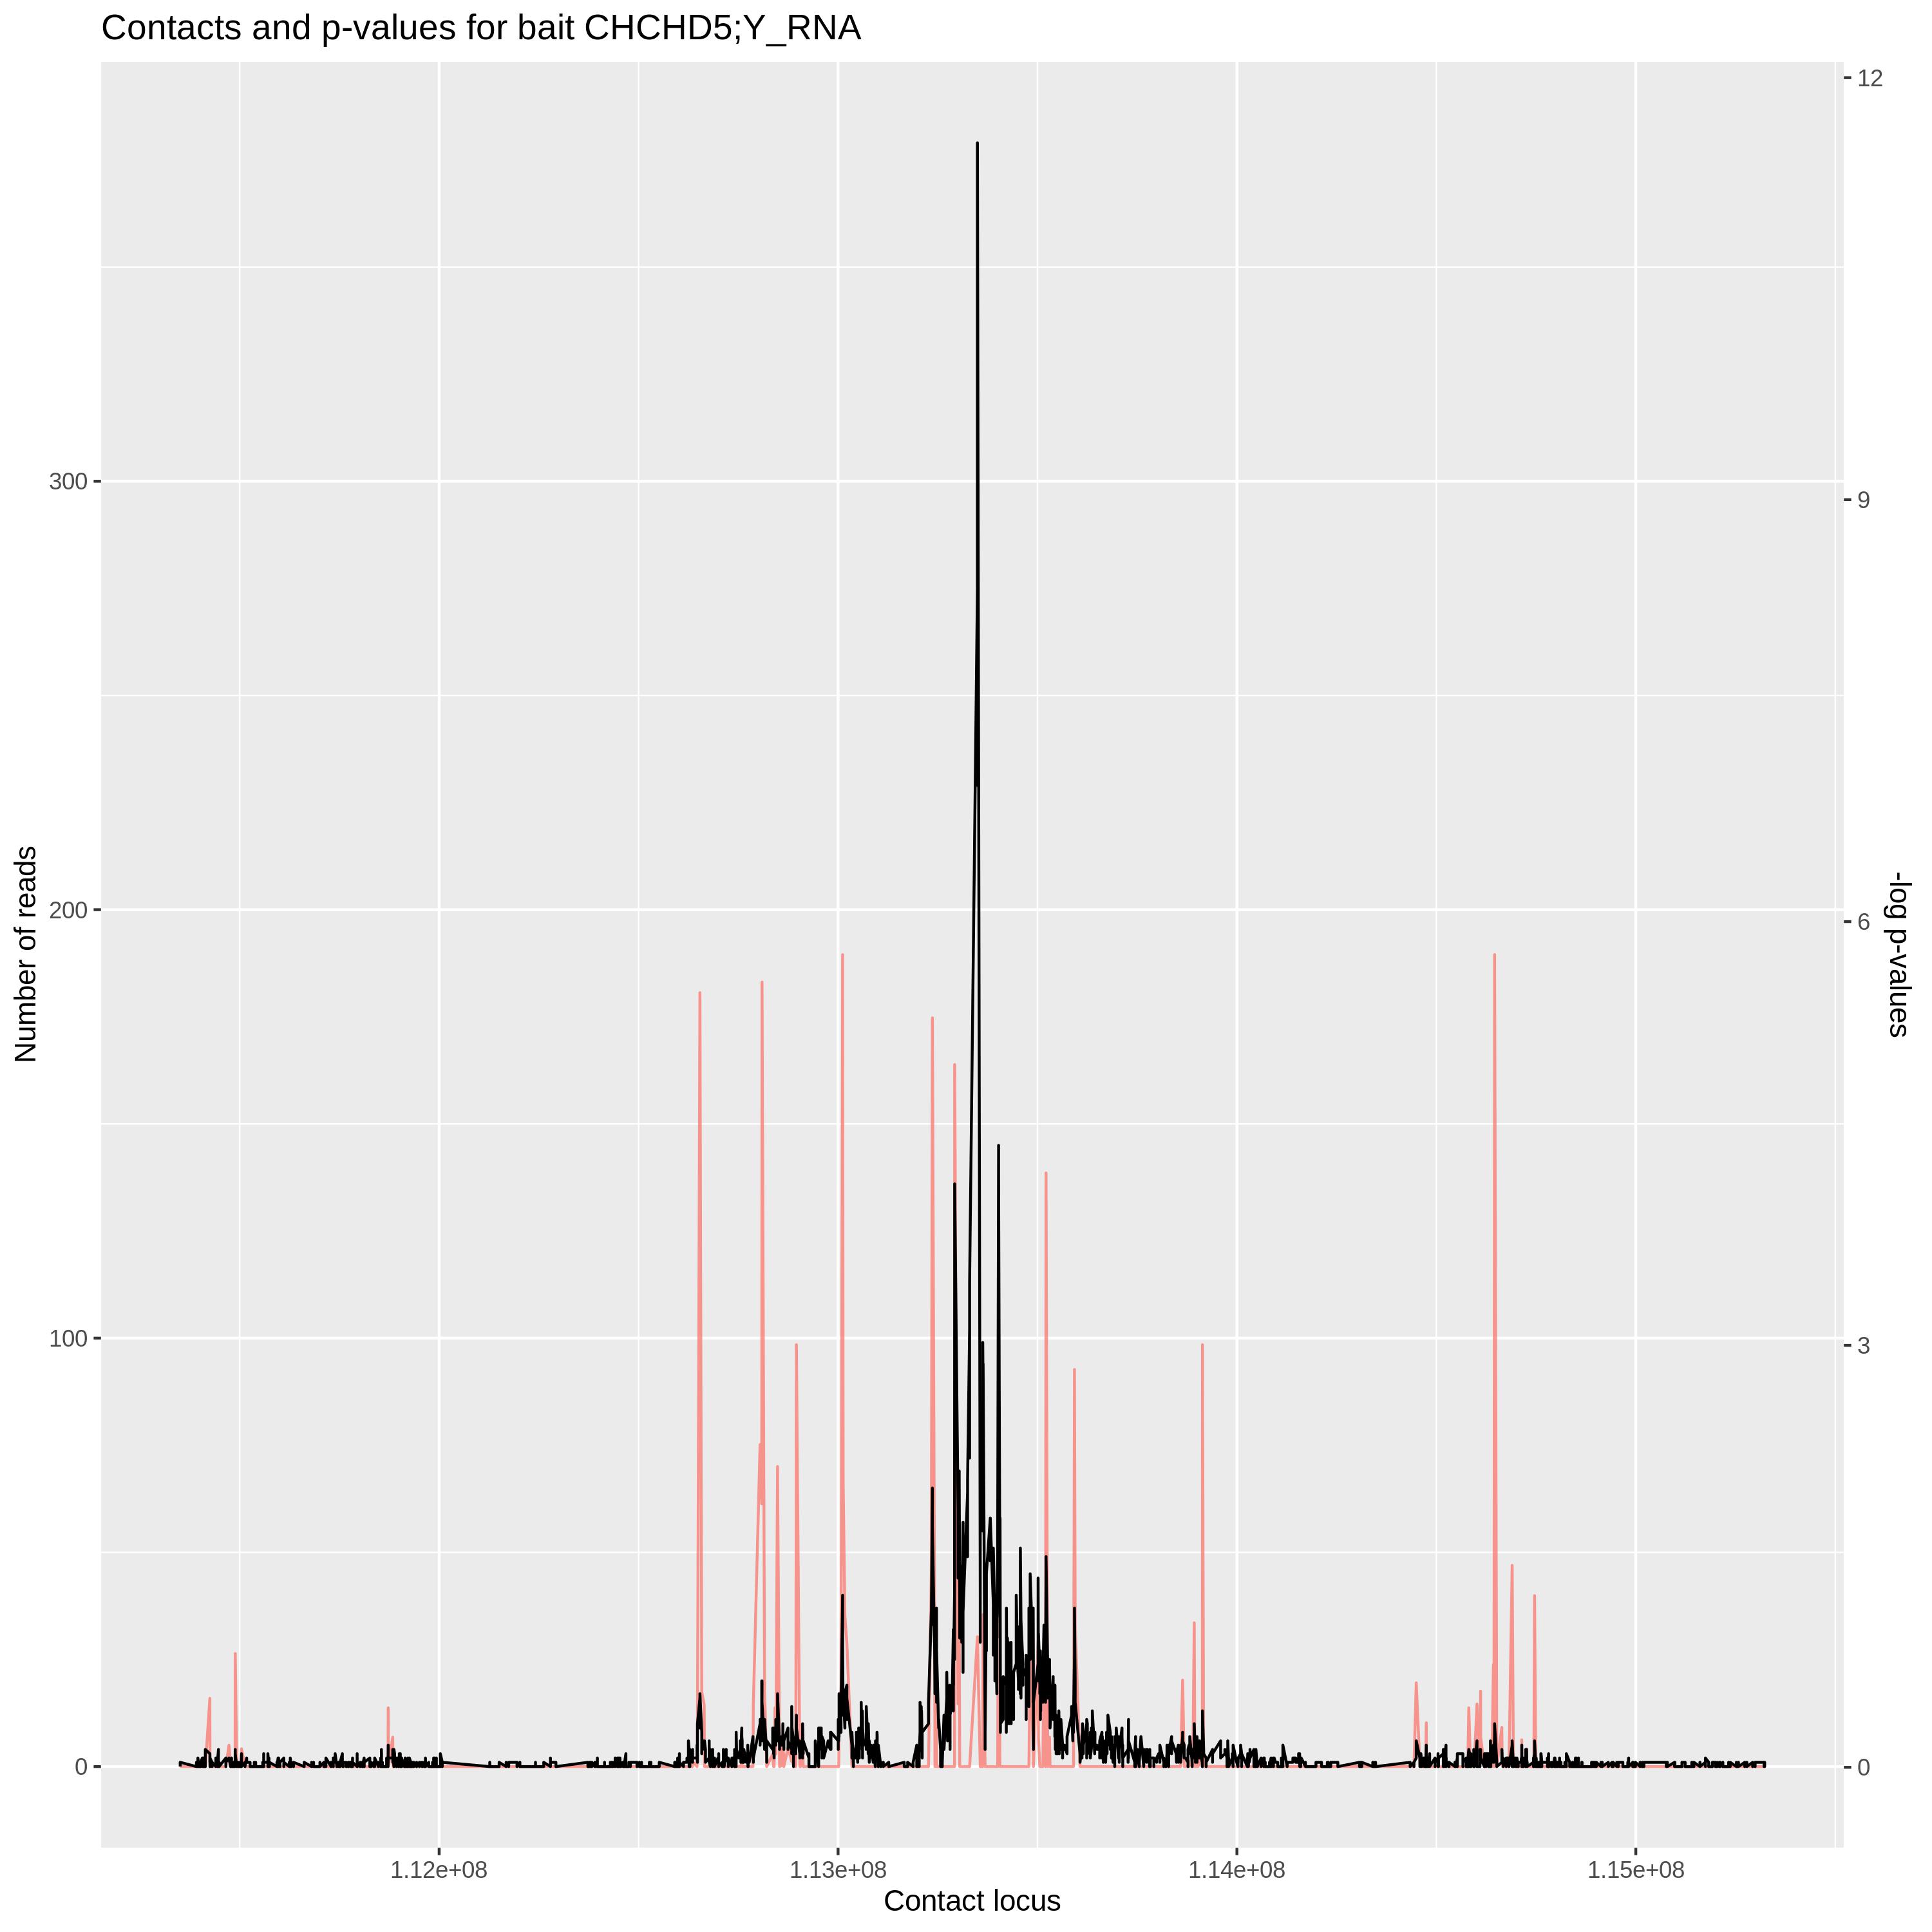 Contacts and p-values for bait CHCHD5;Y_RNA
Number of reads
300
200
100
0
12
9
6
3
0
-log p-values
1.12e+08
1.13e+08
1.14e+08
1.15e+08
Contact locus